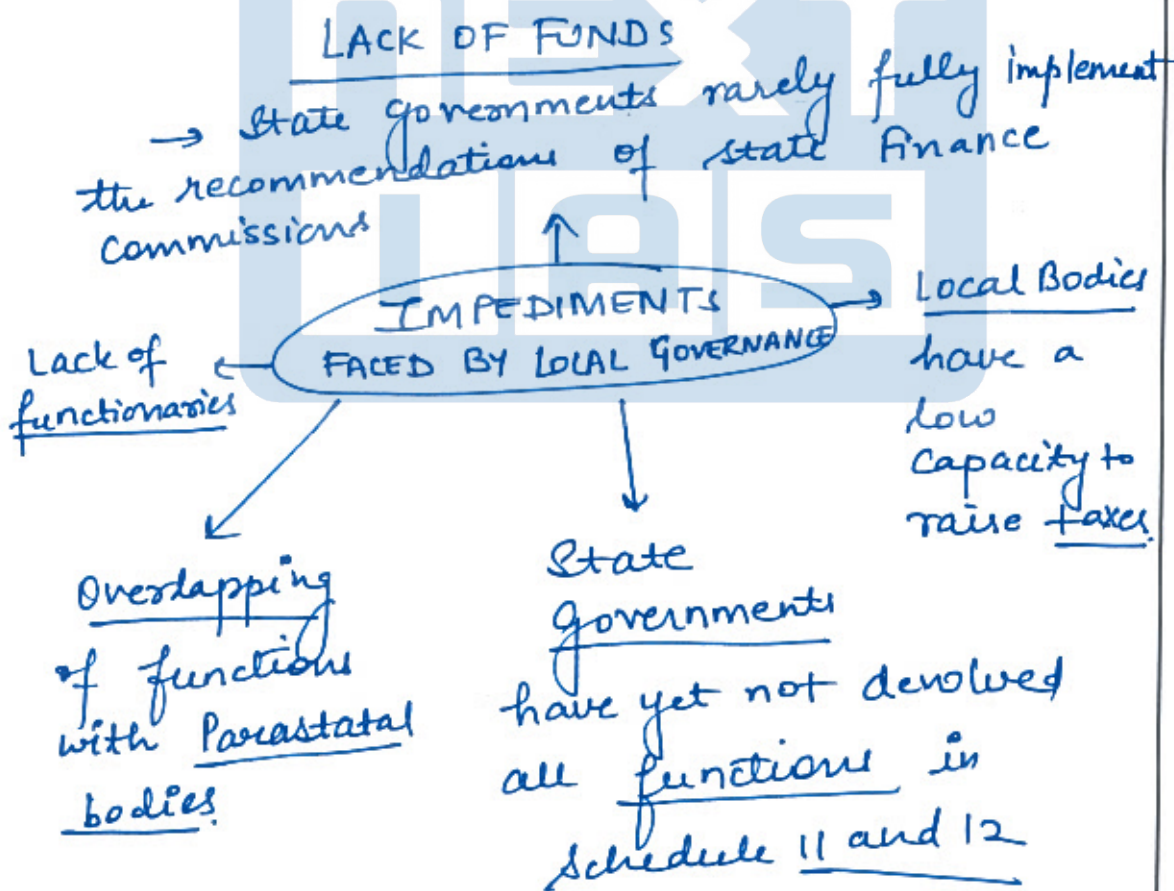 LACK OF FUNDS
→ State governments rarely fully implement
the recommendations of state Finance
Commissions
IMPEDIMENTS
FACED BY LOCAL GOVERNANCE
Local Bodies
have a
low
capacity to
raise taxes.
Lack of
functionaries
Overlapping
of functions
with Parastatal
bodies.
State
governments
have yet not devolved
all functions in
schedule 11 and 12
NEXT
IAS